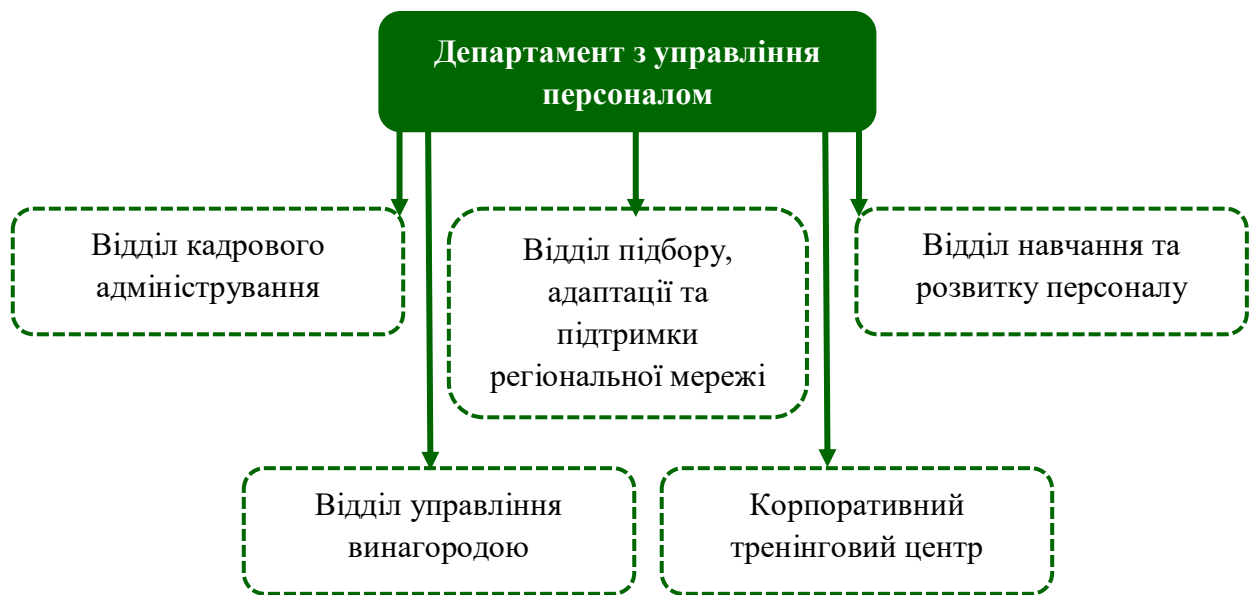 Департамент з управління
персоналом
Відділ кадрового
адміністрування
Відділ підбору,
адаптації та
підтримки
регіональної мережі
Відділ навчання та
розвитку персоналу
Відділ управління
винагородою
Корпоративний
тренінговий центр